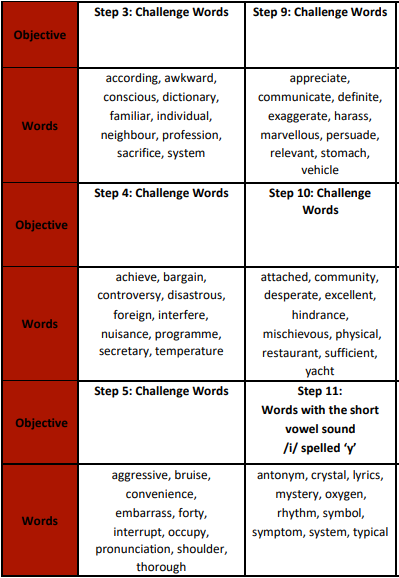 Objective
Step 3: Challenge Words
Step 9: Challenge Words
Words
according, awkward,
conscious, dictionary,
familiar, individual,
neighbour, profession,
sacrifice, system
appreciate,
communicate, definite,
exaggerate, harass,
marvellous, persuade,
relevant, stomach,
vehicle
Objective
Step 4: Challenge Words
Step 10: Challenge
Words
Words
achieve, bargain,
controversy, disastrous,
foreign, interfere,
nuisance, programme,
secretary, temperature
attached, community,
desperate, excellent,
hindrance,
mischievous, physical,
restaurant, sufficient,
yacht
Objective
Step 5: Challenge Words
Step 11:
Words with the short
vowel sound
/i/ spelled ‘y’
Words
aggressive, bruise,
convenience,
embarrass, forty,
interrupt, occupy,
pronunciation, shoulder,
thorough
antonym, crystal, lyrics,
mystery, oxygen,
rhythm, symbol,
symptom, system, typical